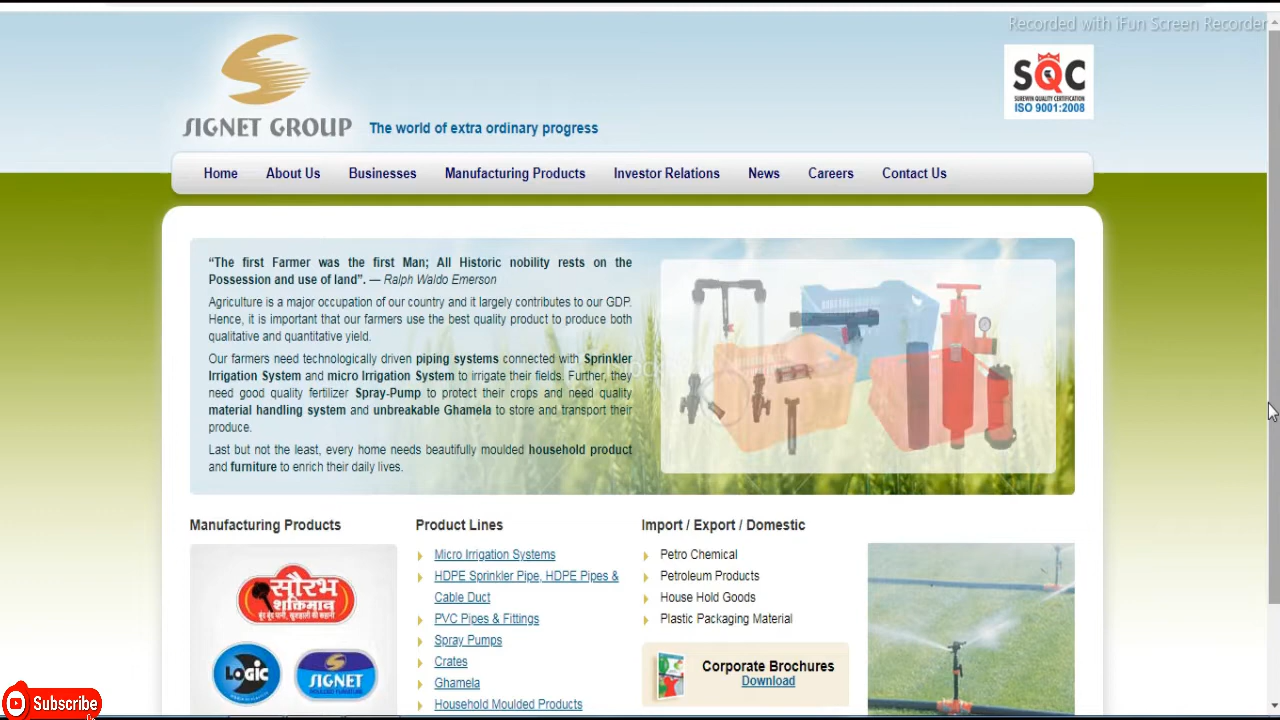 Recorded with iFun Screen Recorder
SQC
SUREWIN QUALITY CERTIFICATION
ISO 9001:2008
SIGNET GROUP
The world of extra ordinary progress
Home About Us Businesses Manufacturing Products Investor Relations News Careers Contact Us
“The first Farmer was the first Man; All Historic nobility rests on the
Possession and use of land”. — Ralph Waldo Emerson
Agriculture is a major occupation of our country and it largely contributes to our GDP.
Hence, it is important that our farmers use the best quality product to produce both
qualitative and quantitative yield.
Our farmers need technologically driven piping systems connected with Sprinkler
Irrigation System and micro Irrigation System to irrigate their fields. Further, they
need good quality fertilizer Spray-Pump to protect their crops and need quality
material handling system and unbreakable Ghamela to store and transport their
produce.
Last but not the least, every home needs beautifully moulded household product
and furniture to enrich their daily lives.
Manufacturing Products
सौरभ
शक्तिमान
LOGIC
SIGNET
Product Lines
Micro Irrigation Systems
HDPE Sprinkler Pipe, HDPE Pipes &
Cable Duct
PVC Pipes & Fittings
Spray Pumps
Crates
Ghamela
Household Moulded Products
Import / Export / Domestic
Petro Chemical
Petroleum Products
House Hold Goods
Plastic Packaging Material
Corporate Brochures
Download
Subscribe